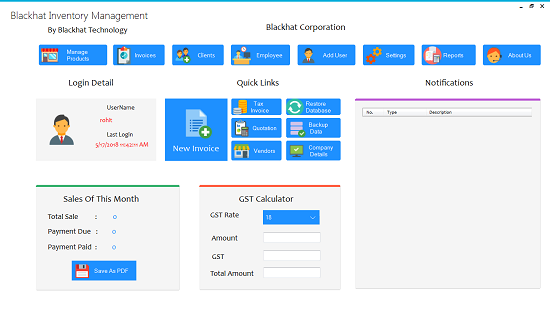 Blackhat Inventory Management
By Blackhat Technology
Blackhat Corporation
Manage
Products
Invoices
Clients
Employee
Add User
Settings
Reports
About Us
Login Detail
Quick Links
Notifications
UserName
rohit
Last Login
5/17/2018 11:42:11 AM
New Invoice
Tax
Invoice
Restore
Database
Quotation
Backup
Data
Vendors
Company
Details
No. Type Description
Sales Of This Month
Total Sale : 0
Payment Due : 0
Payment Paid : 0
Save As PDF
GST Calculator
GST Rate 18
Amount
GST
Total Amount